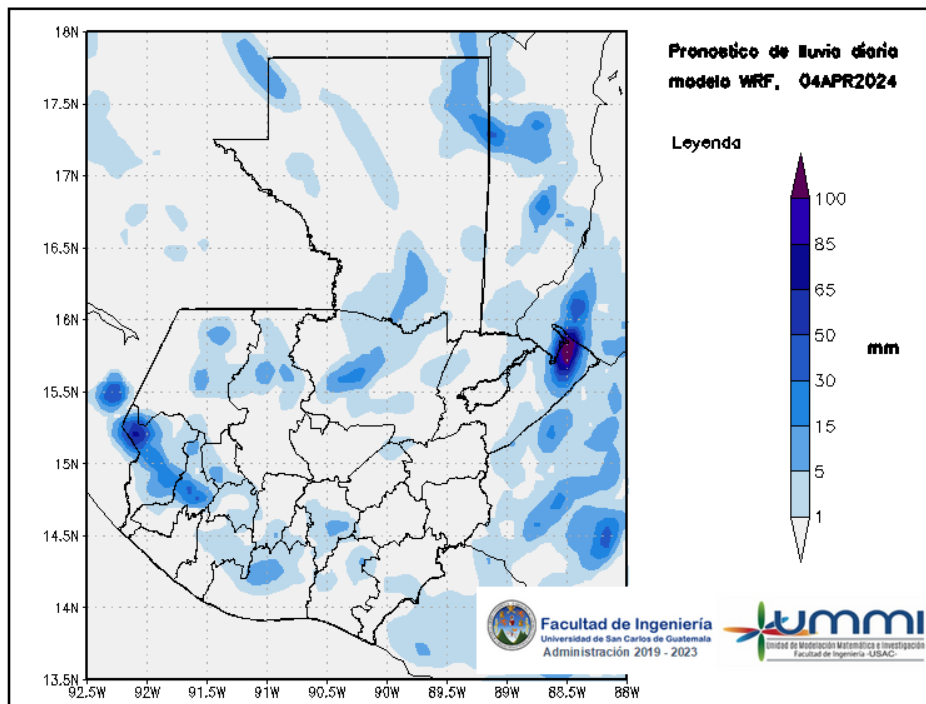 Pronostico de lluvia diaria
modelo WRF, 04APR2024
Leyenda
100
85
65
50
30
15
5
1
mm
18N
17.5N
17N
16.5N
16N
15.5N
15N
14.5N
14N
13.5N
92.5W
92W
91.5W
91W
90.5W
90W
89.5W
89W
88.5W
88W
Facultad de Ingeniería
Universidad de San Carlos de Guatemala
Administración 2019 - 2023
UMMI
Unidad de Modelación Matemática e Investigación
Facultad de Ingeniería -USAC-